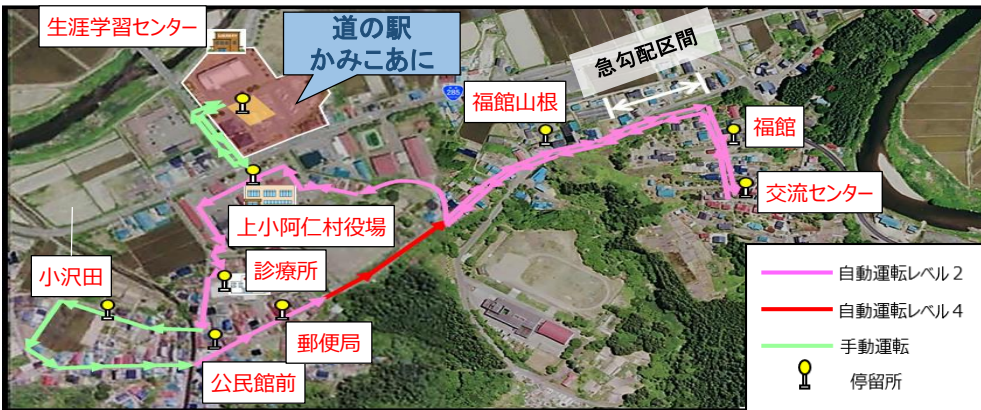 生涯学習センター
道の駅
かみこあに
急勾配区間
285
福館山根
福館
交流センター
上小阿仁村役場
診療所
小沢田
郵便局
公民館前
自動運転レベル２
自動運転レベル４
手動運転
停留所